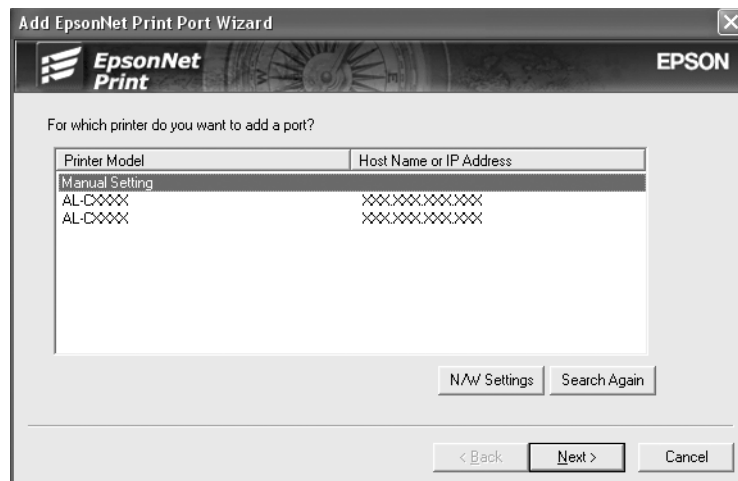 Add EpsonNet Print Port Wizard
EpsonNet
Print
EPSON
For which printer do you want to add a port?
Printer Model Host Name or IP Address
Manual Setting
AL-CXXXX XXX.XXX.XXX.XXX
AL-CXXXX XXX.XXX.XXX.XXX
N/W Settings Search Again
< Back Next > Cancel